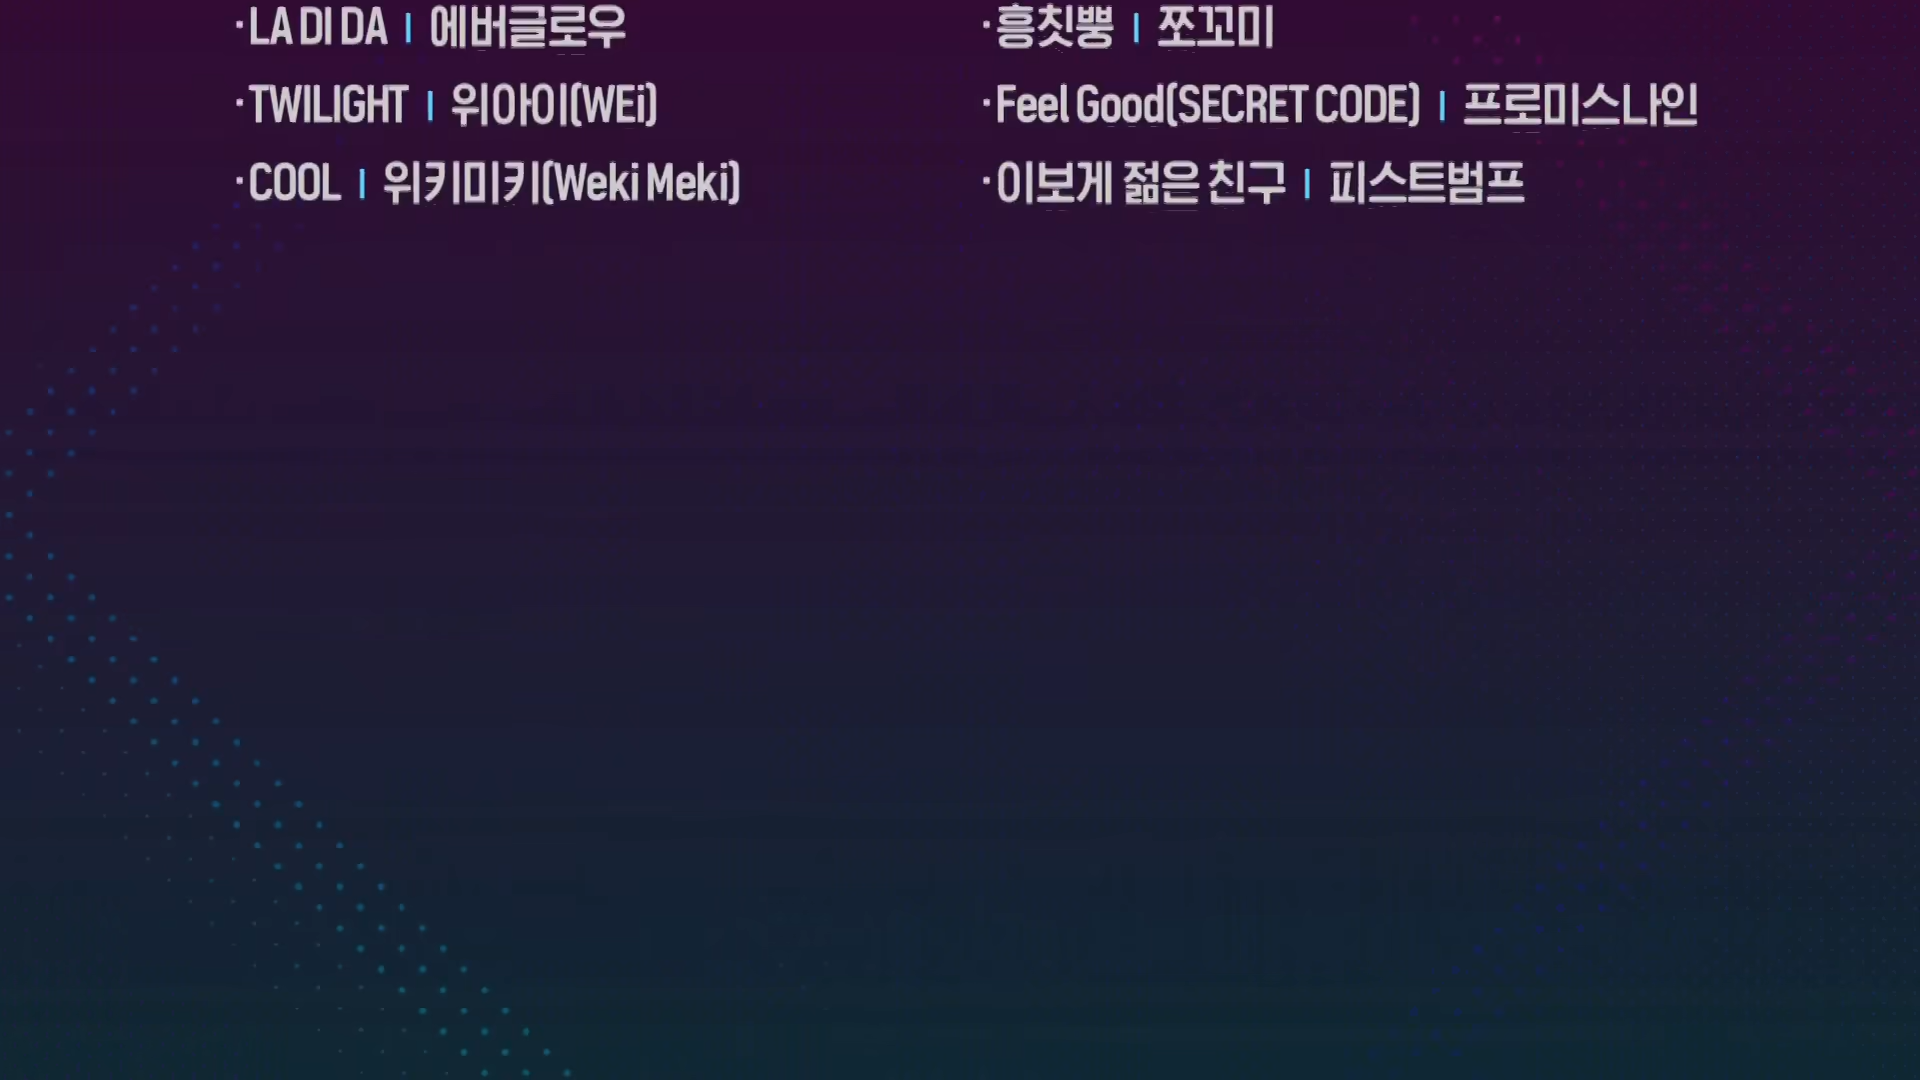 ·LA DI DA | 에버글로우
·흥칫뿡 | 쪼꼬미
·TWILIGHT | 위아이(WEi)
·Feel Good(SECRET CODE) | 프로미스나인
·COOL | 위키미키(Weki Meki)
·이보게 젊은 친구 | 피스트범프